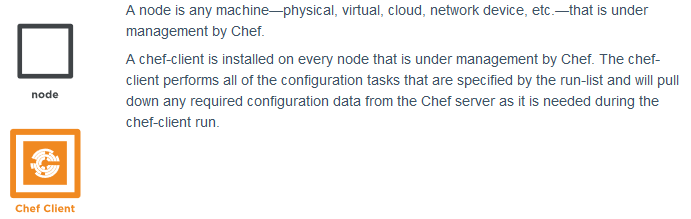 A node is any machine—physical, virtual, cloud, network device, etc.—that is under
management by Chef.
node
A chef-client is installed on every node that is under management by Chef. The chef-
client performs all of the configuration tasks that are specified by the run-list and will pull
down any required configuration data from the Chef server as it is needed during the
chef-client run.
Chef Client